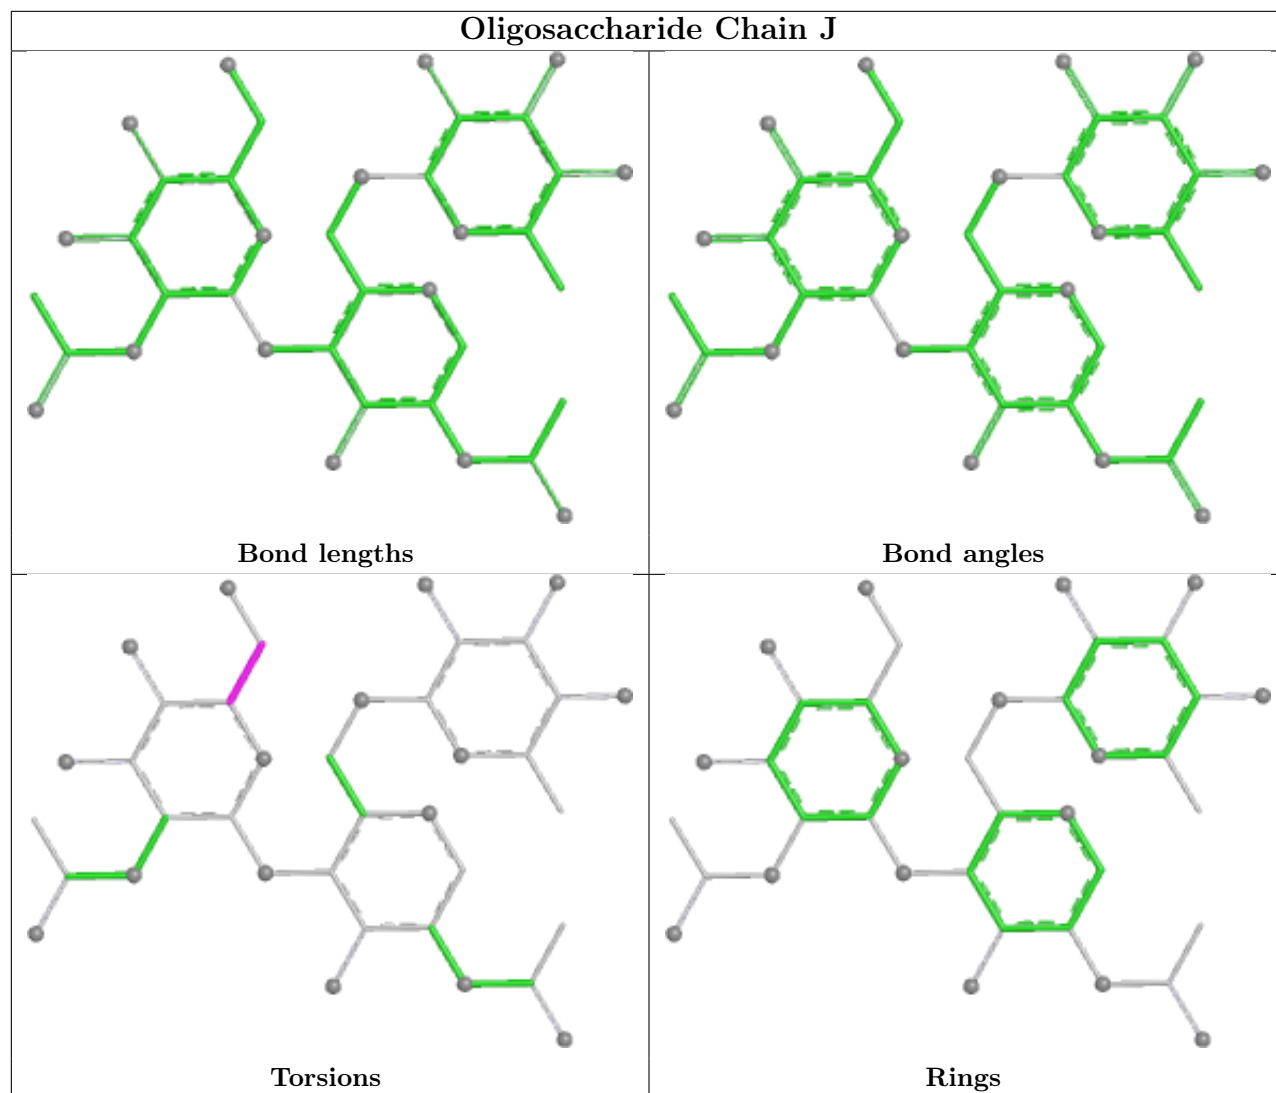 Oligosaccharide Chain J
Bond lengths
Bond angles
Torsions
Rings